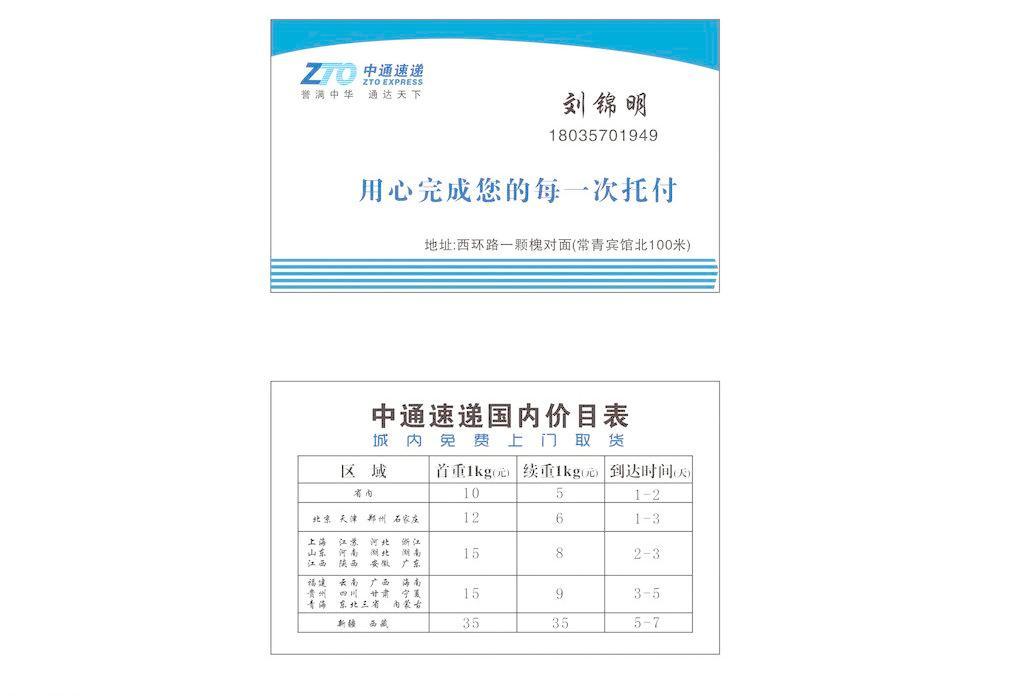 ZTO 中通速递
ZTO EXPRESS
誉满中华 通达天下
刘锦明
18035701949
用心完成您的每一次托付
地址:西环路一颗槐对面(常青宾馆北100米)
中通速递国内价目表
城内免费上门取货
区域 首重1kg(元) 续重1kg(元) 到达时间(天)
省内 10 5 1-2
北京 天津 郑州 石家庄 12 6 1-3
上海 江苏 河北 浙江
山东 河南 湖北 湖南 15 8 2-3
江西 陕西 安徽 广东
福建 云南 广西 海南
贵州 四川 甘肃 宁夏 15 9 3-5
青海 东北三省 内蒙古
新疆 西藏 35 35 5-7